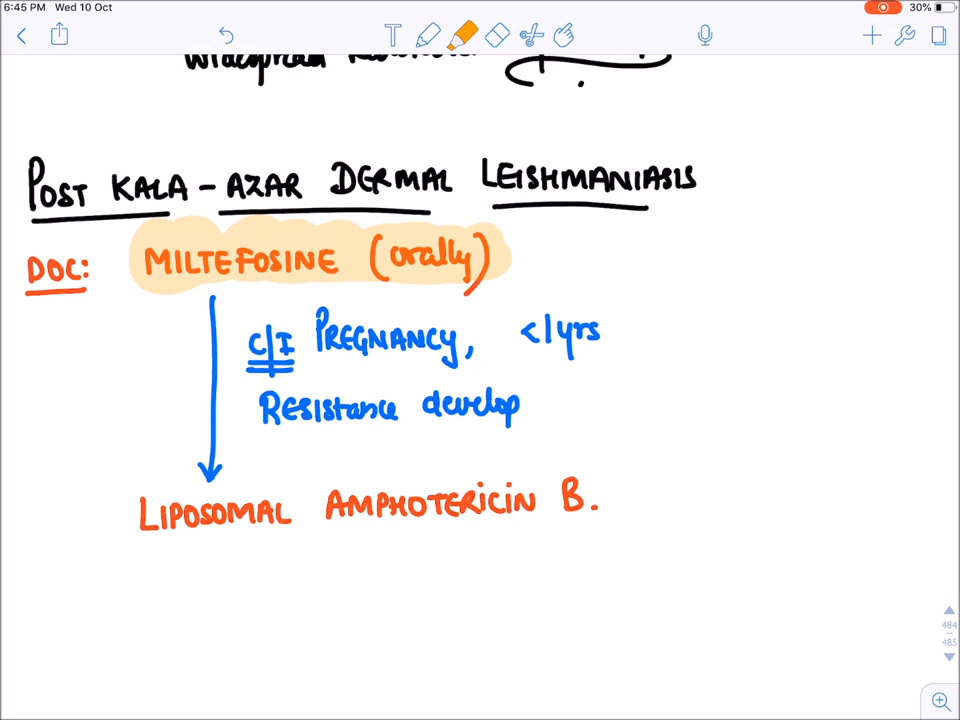 6:45 PM Wed 10 Oct
30%
T
Widespread
POST KALA-AZAR DERMAL LEISHMANIASIS
DOC: MILTEFOSINE (orally)
C/I PREGNANCY, <1yrs
Resistance develop
LIPOSOMAL AMPHOTERICIN B.
484
485